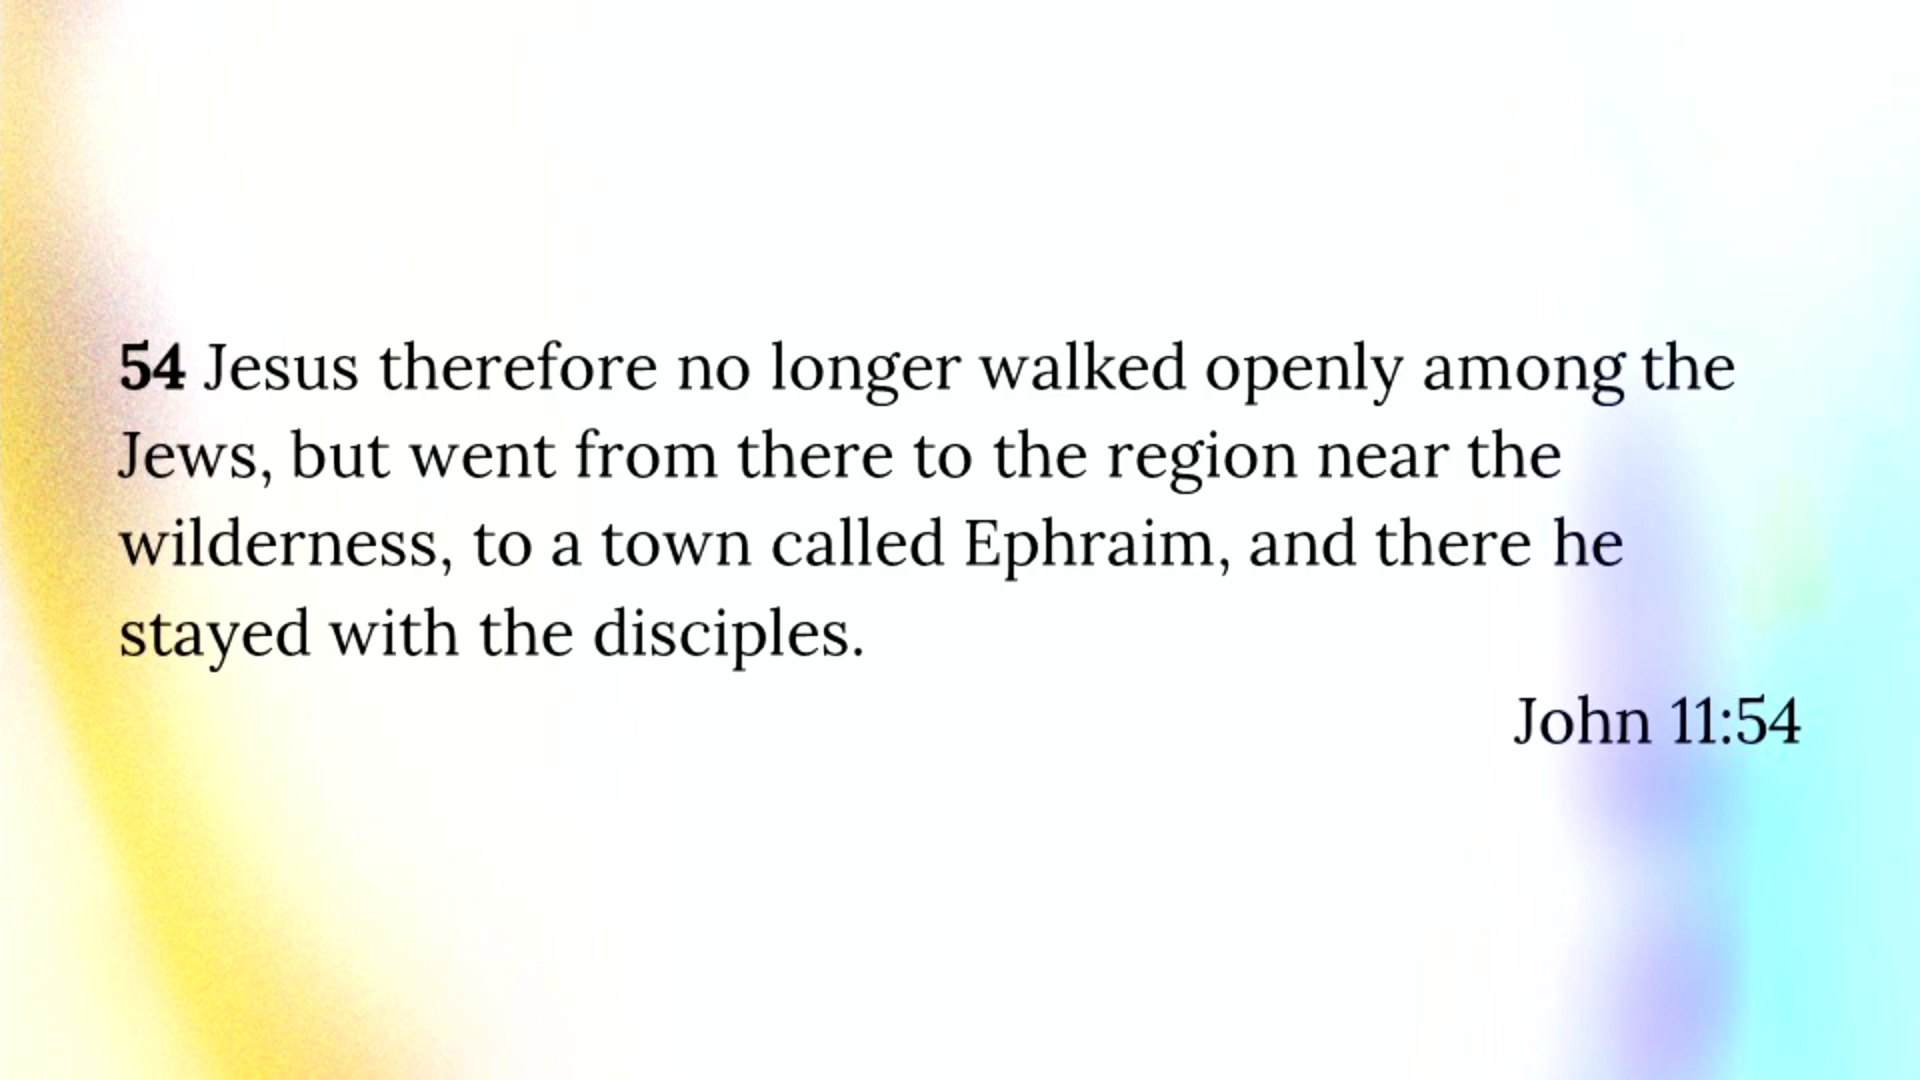 54 Jesus therefore no longer walked openly among the
Jews, but went from there to the region near the
wilderness, to a town called Ephraim, and there he
stayed with the disciples.
John 11:54